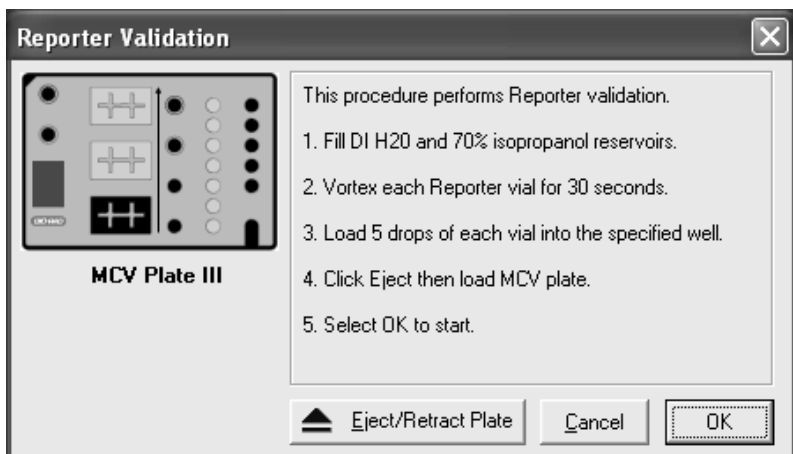 Reporter Validation
This procedure performs Reporter validation.
1. Fill DI H20 and 70% isopropanol reservoirs.
2. Vortex each Reporter vial for 30 seconds.
3. Load 5 drops of each vial into the specified well.
MCV Plate III
4. Click Eject then load MCV plate.
5. Select OK to start.
Eject/Retract Plate
Cancel
OK